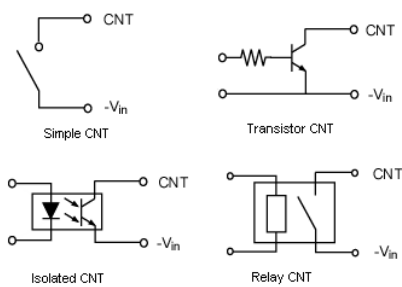 CNT
-Vin
Simple CNT
CNT
-Vin
Transistor CNT
CNT
-Vin
Isolated CNT
CNT
-Vin
Relay CNT